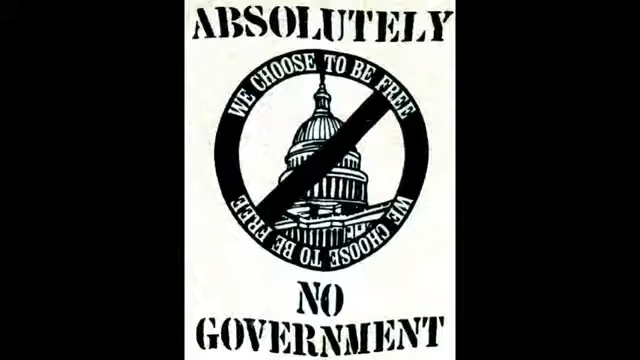 ABSOLUTELY
WE CHOOSE TO BE FREE
WE CHOOSE TO BE FREE
NO
GOVERNMENT